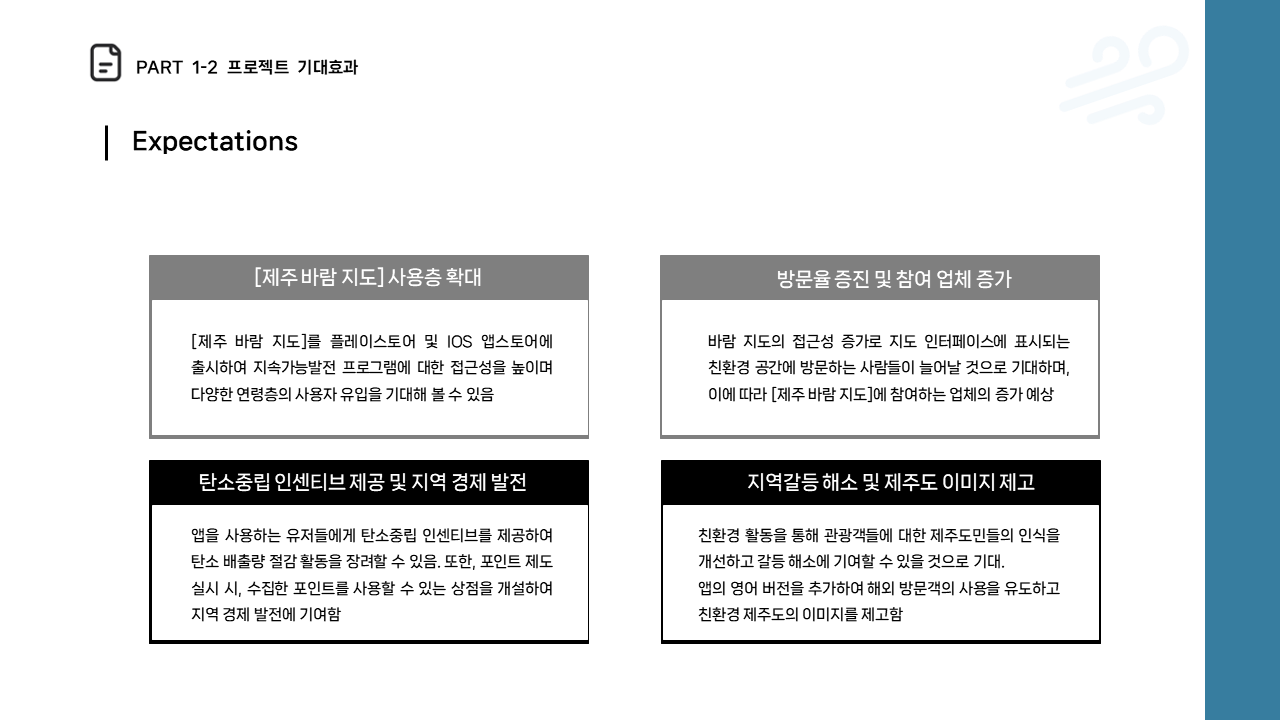 PART 1-2 프로젝트 기대효과
Expectations
[제주 바람 지도] 사용층 확대
[제주 바람 지도]를 플레이스토어 및 IOS 앱스토어에
출시하여 지속가능발전 프로그램에 대한 접근성을 높이며
다양한 연령층의 사용자 유입을 기대해 볼 수 있음
방문율 증진 및 참여 업체 증가
바람 지도의 접근성 증가로 지도 인터페이스에 표시되는
친환경 공간에 방문하는 사람들이 늘어날 것으로 기대하며,
이에 따라 [제주 바람 지도]에 참여하는 업체의 증가 예상
탄소중립 인센티브 제공 및 지역 경제 발전
앱을 사용하는 유저들에게 탄소중립 인센티브를 제공하여
탄소 배출량 절감 활동을 장려할 수 있음. 또한, 포인트 제도
실시 시, 수집한 포인트를 사용할 수 있는 상점을 개설하여
지역 경제 발전에 기여함
지역갈등 해소 및 제주도 이미지 제고
친환경 활동을 통해 관광객들에 대한 제주도민들의 인식을
개선하고 갈등 해소에 기여할 수 있을 것으로 기대.
앱의 영어 버전을 추가하여 해외 방문객의 사용을 유도하고
친환경 제주도의 이미지를 제고함